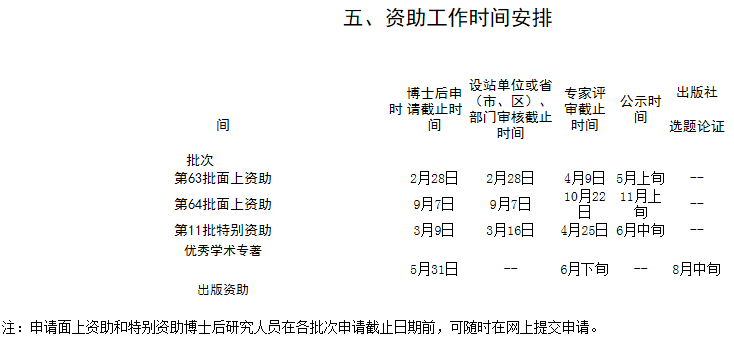 五、资助工作时间安排
时
间
批次
博士后申
请截止时
间
设站单位或省
（市、区）、
部门审核截止
时间
专家评
审截止
时间
公示时
间
出版社
选题论证
第63批面上资助 2月28日 2月28日 4月9日 5月上旬 --
第64批面上资助 9月7日 9月7日 10月22
日 11月上
旬 --
第11批特别资助 3月9日 3月16日 4月25日 6月中旬 --
优秀学术专著
出版资助 5月31日 -- 6月下旬 -- 8月中旬
注：申请面上资助和特别资助博士后研究人员在各批次申请截止日期前，可随时在网上提交申请。